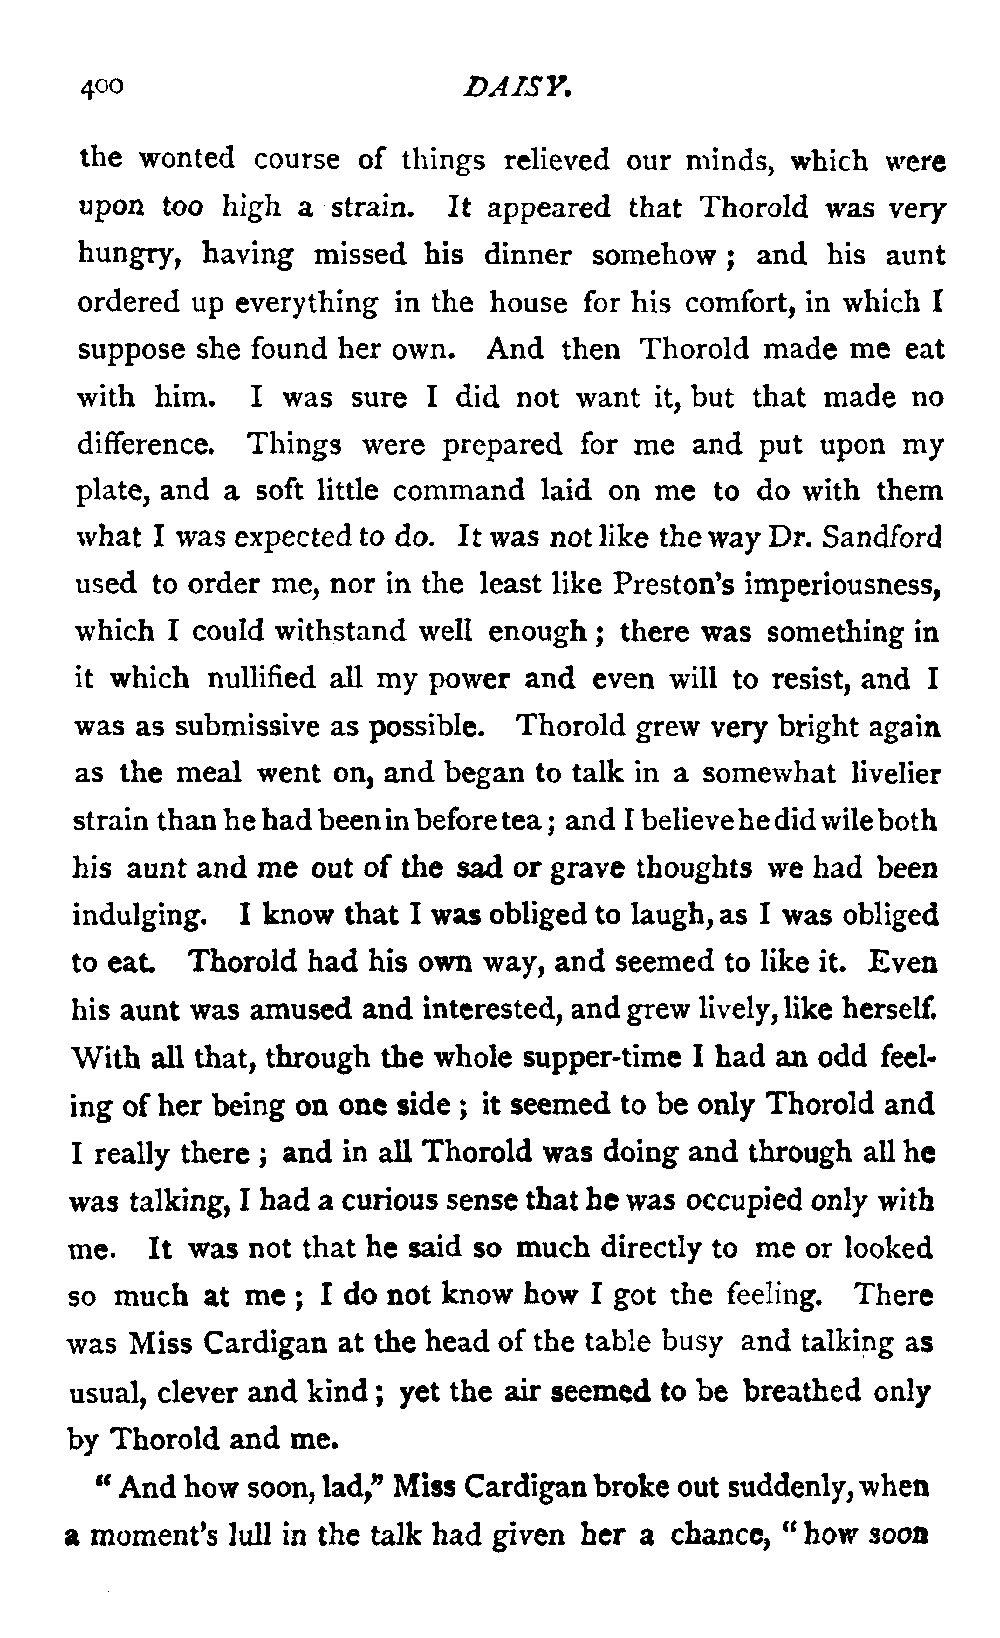 400 DAISY.
the wonted course of things relieved our minds, which were
upon too high a strain. It appeared that Thorold was very
hungry, having missed his dinner somehow ; and his aunt
ordered up everything in the house for his comfort, in which I
suppose she found her own. And then Thorold made me eat
with him. I was sure I did not want it, but that made no
difference. Things were prepared for me and put upon my
plate, and a soft little command laid on me to do with them
what I was expected to do. It was not like the way Dr. Sandford
used to order me, nor in the least like Preston's imperiousness,
which I could withstand well enough ; there was something in
it which nullified all my power and even will to resist, and I
was as submissive as possible. Thorold grew very bright again
as the meal went on, and began to talk in a somewhat livelier
strain than he had been in before tea ; and I believe he did wile both
his aunt and me out of the sad or grave thoughts we had been
indulging. I know that I was obliged to laugh, as I was obliged
to eat. Thorold had his own way, and seemed to like it. Even
his aunt was amused and interested, and grew lively, like herself.
With all that, through the whole supper-time I had an odd feel-
ing of her being on one side ; it seemed to be only Thorold and
I really there ; and in all Thorold was doing and through all he
was talking, I had a curious sense that he was occupied only with
me. It was not that he said so much directly to me or looked
so much at me ; I do not know how I got the feeling. There
was Miss Cardigan at the head of the table busy and talking as
usual, clever and kind ; yet the air seemed to be breathed only
by Thorold and me.
" And how soon, lad," Miss Cardigan broke out suddenly, when
a moment's lull in the talk had given her a chance, " how soon